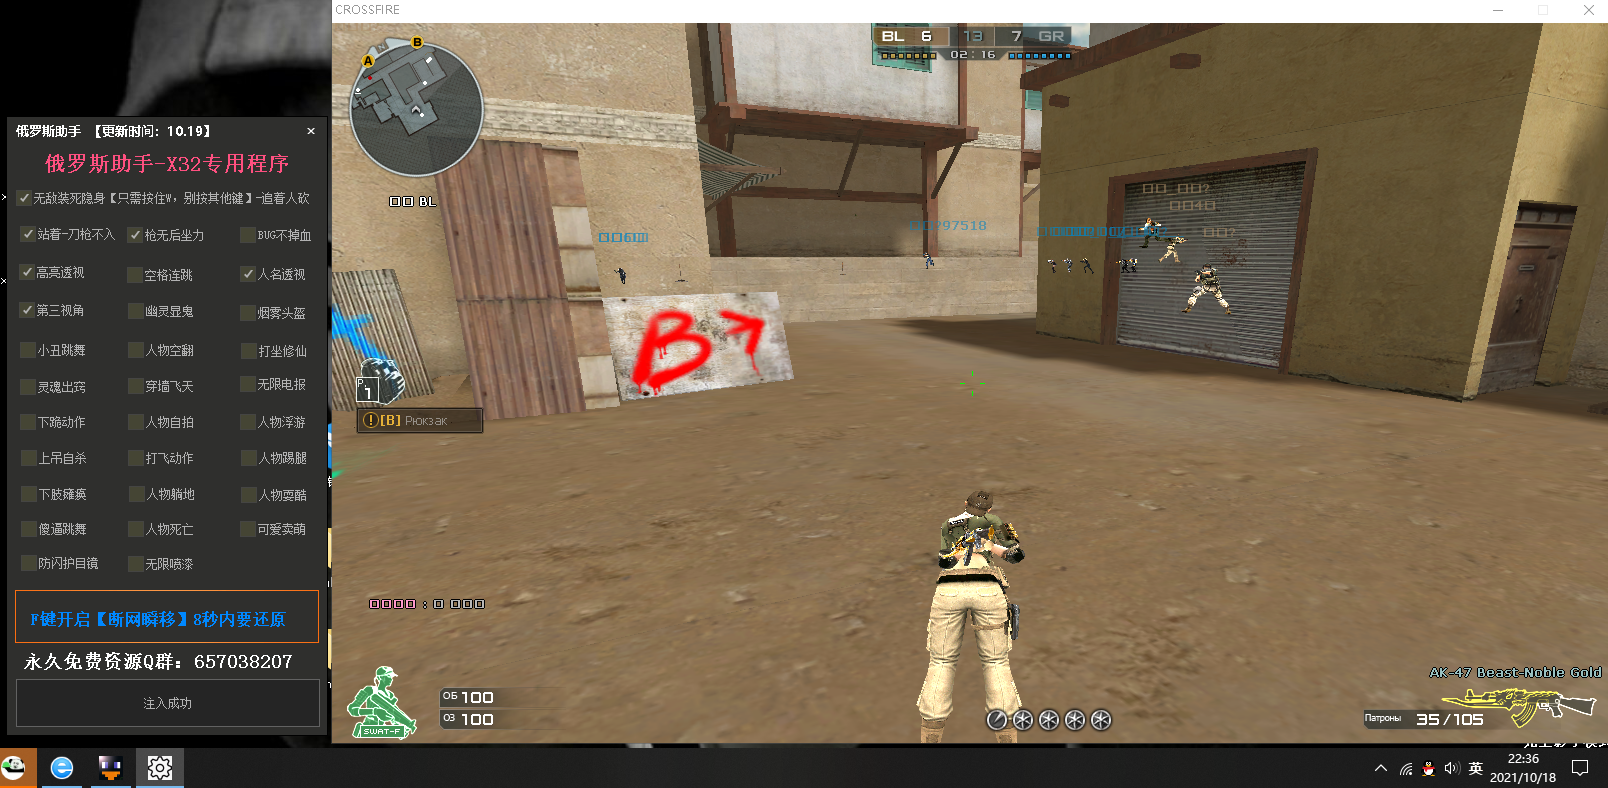 CROSSFIRE
俄罗斯助手 【更新时间：10.19】
俄罗斯助手-X32专用程序
无敌装死隐身【只需按住W，别按其他键】-追着人砍
站着-刀枪不入 枪无后坐力 BUG不掉血
高亮透视 空格连跳 人名透视
第三视角 幽灵显鬼 烟雾头盔
小丑跳舞 人物空翻 打坐修仙
灵魂出窍 穿墙飞天 无限电报
下跪动作 人物自拍 人物浮游
上吊自杀 打飞动作 人物踢腿
下肢瘫痪 人物躺地 人物耍酷
傻逼跳舞 人物死亡 可爱卖萌
防闪护目镜 无限喷漆
F键开启【断网瞬移】8秒内要还原
永久免费资源Q群：657038207
注入成功
BL 6 13 7 GR
02:16
N
A
B
BL
B
P
1
[B] Рюкзак
SWAT-F
ОБ 100
ОЗ 100
AK-47 Beast-Noble Gold
Патроны 35/105
英
22:36
2021/10/18